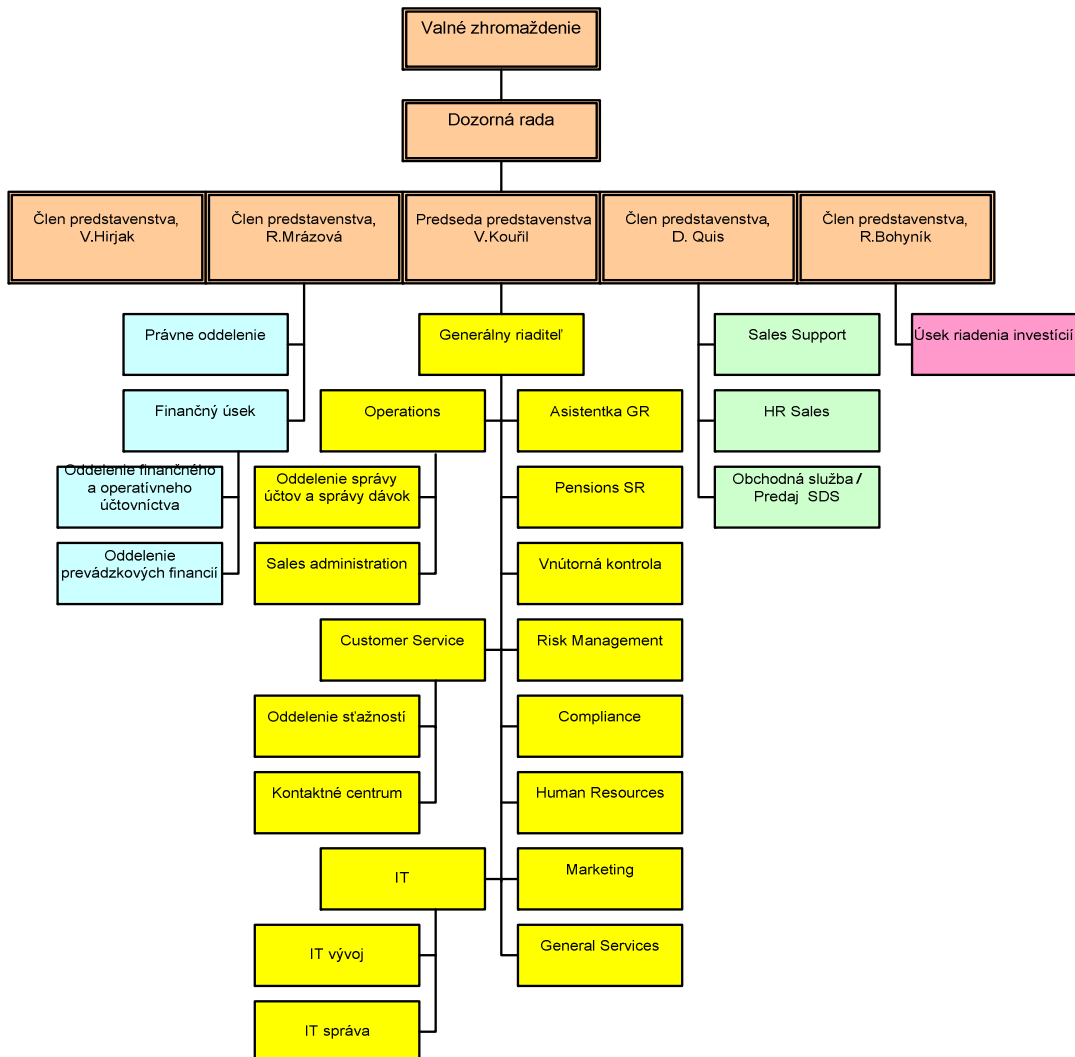 Valné zhromaždenie
Dozorná rada
Člen predstavenstva,
V.Hirjak
Člen predstavenstva,
R.Mrázová
Predseda predstavenstva
V.Kouřil
Člen predstavenstva,
D. Quis
Člen predstavenstva,
R.Bohyník
Právne oddelenie
Generálny riaditeľ
Sales Support
Úsek riadenia investícií
Finančný úsek
Operations
Asistentka GR
HR Sales
Oddelenie finančného
a operatívneho
účtovníctva
Oddelenie správy
účtov a správy dávok
Pensions SR
Obchodná služba /
Predaj SDS
Oddelenie
prevádzkových financií
Sales administration
Vnútorná kontrola
Customer Service
Risk Management
Oddelenie sťažností
Compliance
Kontaktné centrum
Human Resources
IT
Marketing
IT vývoj
General Services
IT správa